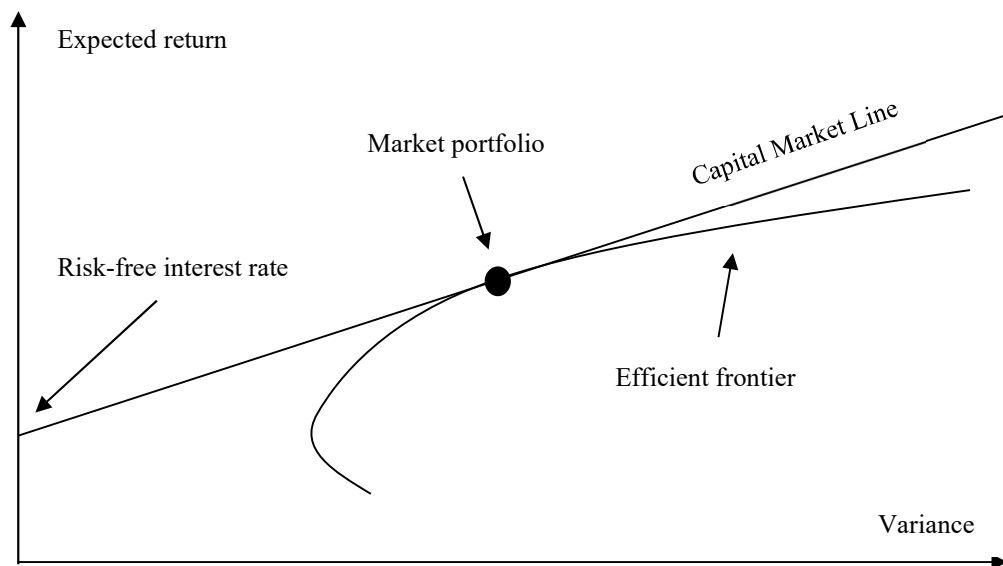 Expected return
Market portfolio
Capital Market Line
Risk-free interest rate
Efficient frontier
Variance